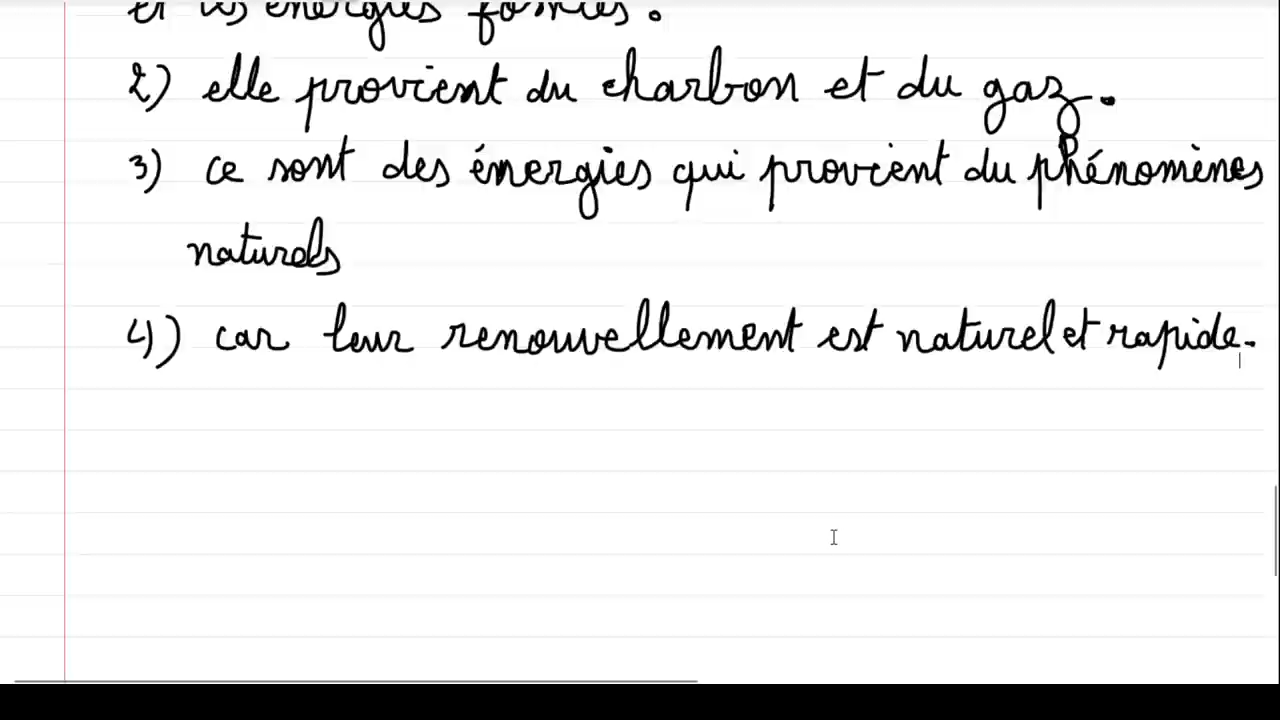 et les énergies fossiles.
2) elle provient du charbon et du gaz.
3) ce sont des énergies qui provient du phénomènes
naturels
4) car leur renouvellement est naturel et rapide.